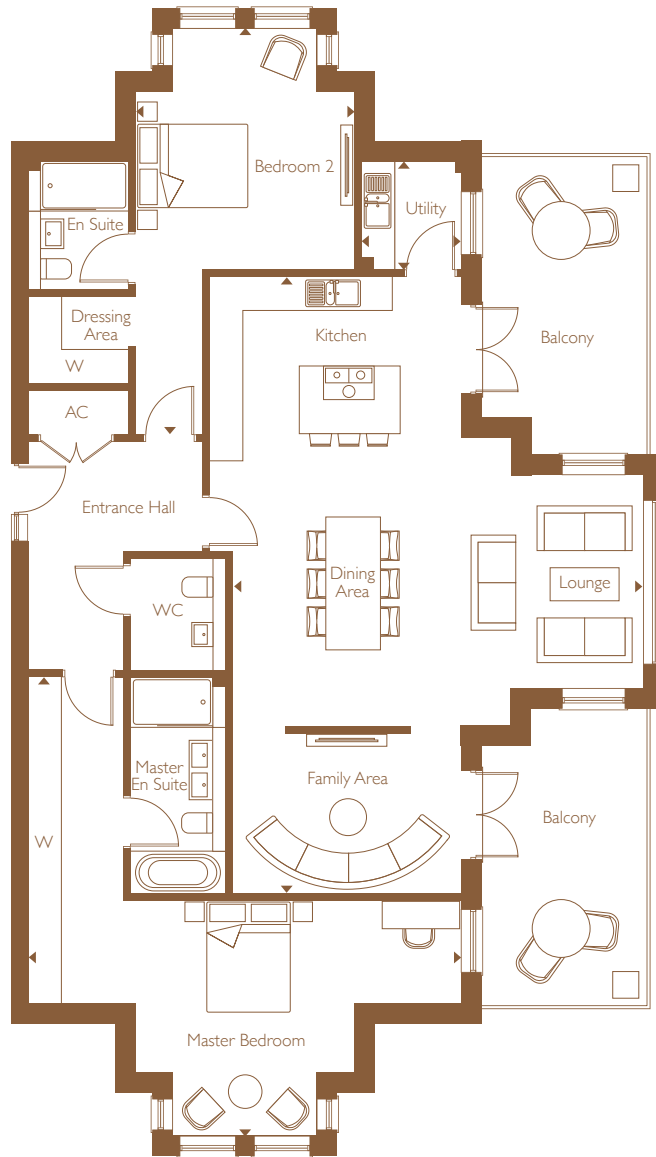 Bedroom 2
Utility
En Suite
Dressing
Area
W
Kitchen
Balcony
AC
Entrance Hall
Dining
Area
Lounge
WC
Master
En Suite
Family Area
Balcony
W
Master Bedroom